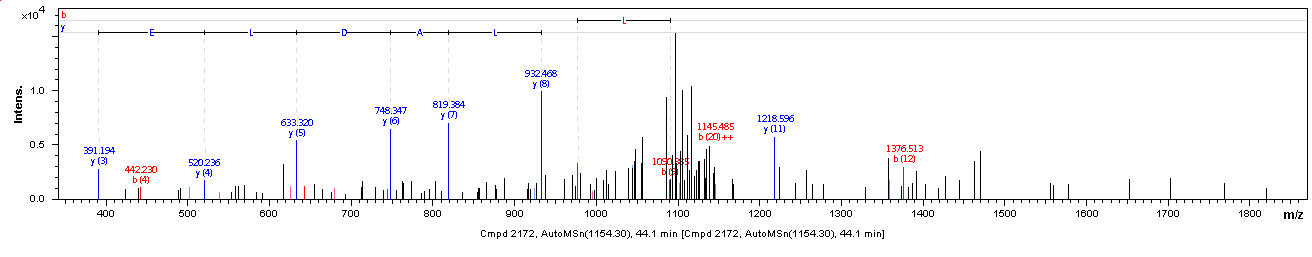 ×10⁴
b
y
E L D A L L
Intens.
1.0
0.5
0.0
391.194
y (3)
442.230
b (4)
520.236
y (4)
633.320
y (5)
748.347
y (6)
819.384
y (7)
932.468
y (8)
1145.485
b (20)++
1218.596
y (11)
1376.513
b (12)
400 500 600 700 800 900 1000 1100 1200 1300 1400 1500 1600 1700 1800 m/z
Cmpd 2172, AutoMSn(1154.30), 44.1 min [Cmpd 2172, AutoMSn(1154.30), 44.1 min]